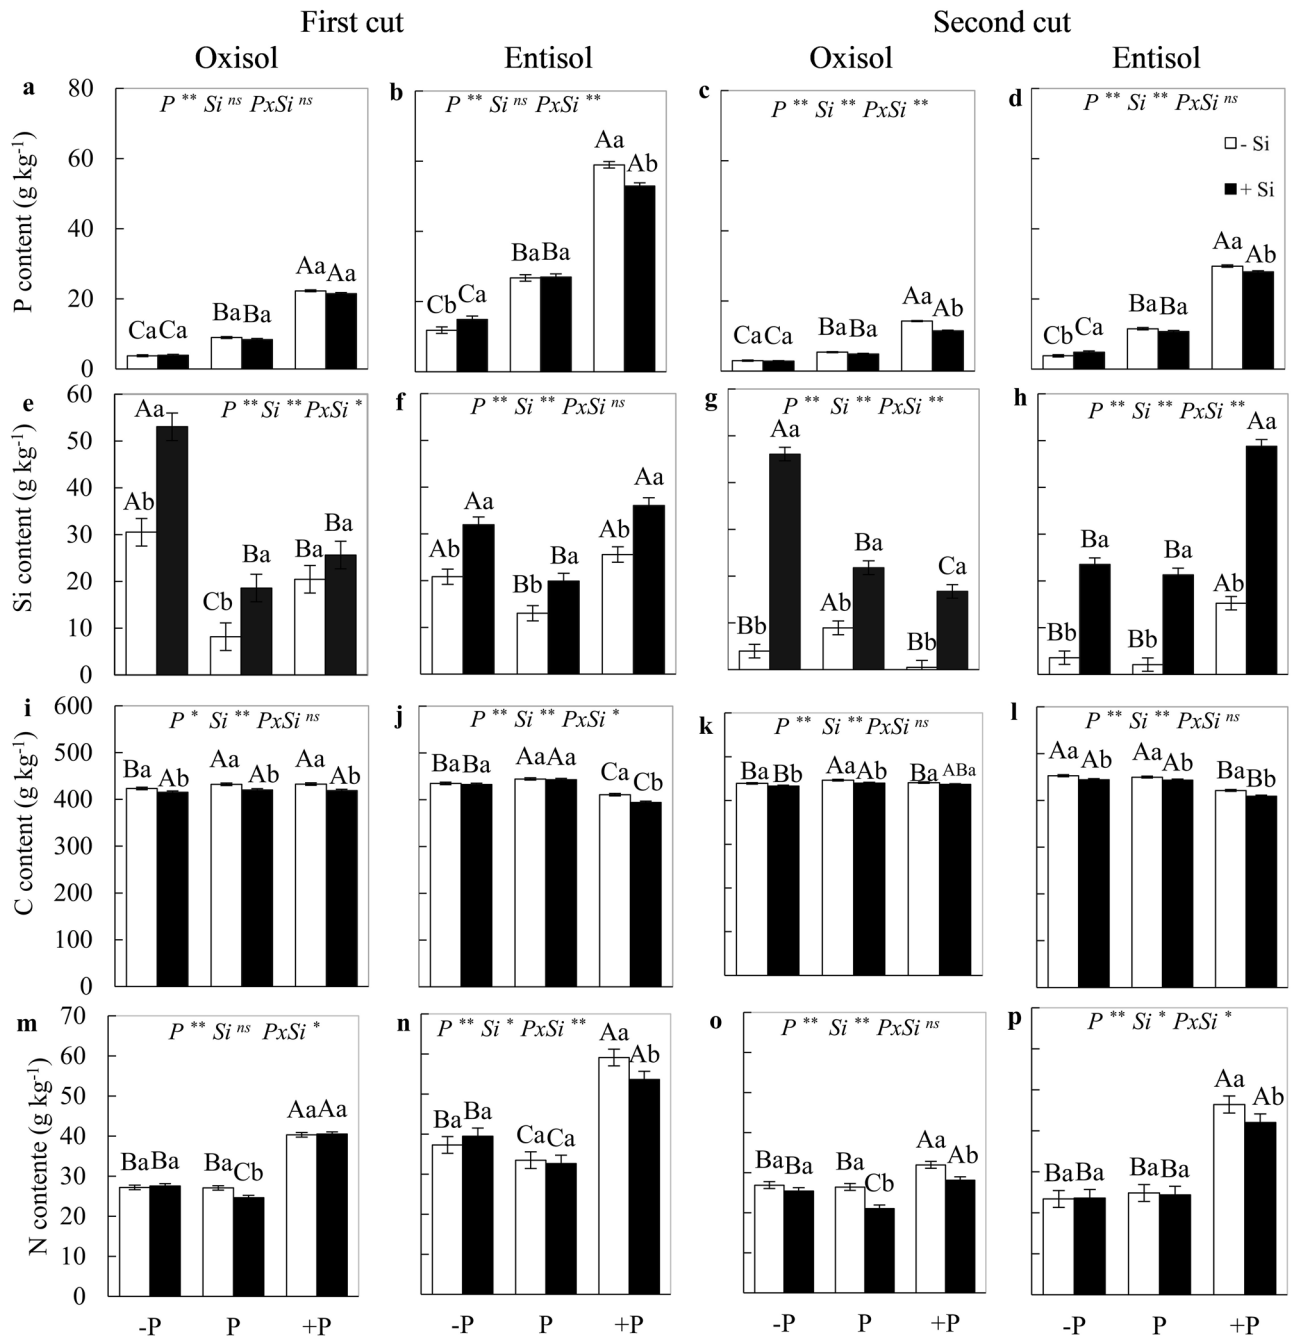 First cut Second cut
Oxisol Entisol Oxisol Entisol
a P ** Si ns PxSi ns
b P ** Si ns PxSi **
c P ** Si ** PxSi **
d P ** Si ** PxSi ns
- Si
+ Si
P content (g kg-1)
80
60
40
20
0
Ca Ca Ba Ba Aa Aa
Cb Ca Ba Ba Aa Ab
Ca Ca Ba Ba Aa Ab
Cb Ca Ba Ba Aa Ab
e P ** Si ** PxSi *
f P ** Si ** PxSi ns
g P ** Si ** PxSi **
h P ** Si ** PxSi **
Si content (g kg-1)
60
50
40
30
20
10
0
Ab Aa Cb Ba Ba Ba
Ab Aa Bb Ba Ab Aa
Bb Aa Ab Ba Bb Ca
Bb Ba Bb Ba Ab Aa
i P * Si ** PxSi ns
j P ** Si ** PxSi *
k P ** Si ** PxSi ns
l P ** Si ** PxSi ns
C content (g kg-1)
600
500
400
300
200
100
0
Ba Ab Aa Ab Aa Ab
Ba Ba Aa Aa Ca Cb
Ba Bb Aa Ab Ba ABa
Aa Ab Aa Ab Ba Bb
m P ** Si ns PxSi *
n P ** Si * PxSi **
o P ** Si ** PxSi ns
p P ** Si * PxSi *
N contente (g kg-1)
70
60
50
40
30
20
10
0
Ba Ba Ba Cb Aa Aa
Ba Ba Ca Ca Aa Ab
Ba Ba Ba Cb Aa Ab
Ba Ba Ba Ba Aa Ab
-P P +P -P P +P -P P +P -P P +P